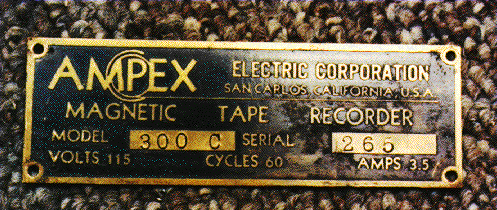 AMPEX ELECTRIC CORPORATION
SAN CARLOS, CALIFORNIA U.S.A.
MAGNETIC TAPE RECORDER
MODEL 300 C SERIAL 265
VOLTS 115 CYCLES 60 AMPS 3.5